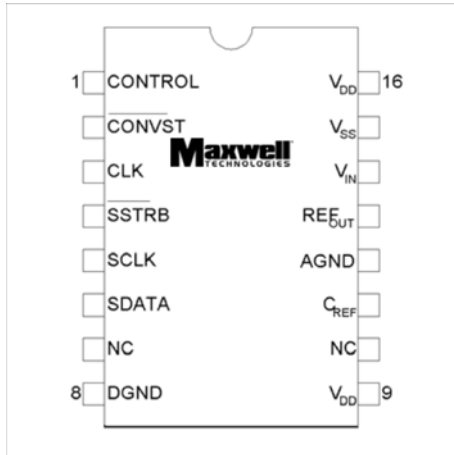 1 CONTROL VDD 16
CONVST VSS
Maxwell
TECHNOLOGIES
CLK VIN
SSTRB REFOUT
SCLK AGND
SDATA CREF
NC NC
8 DGND VDD 9